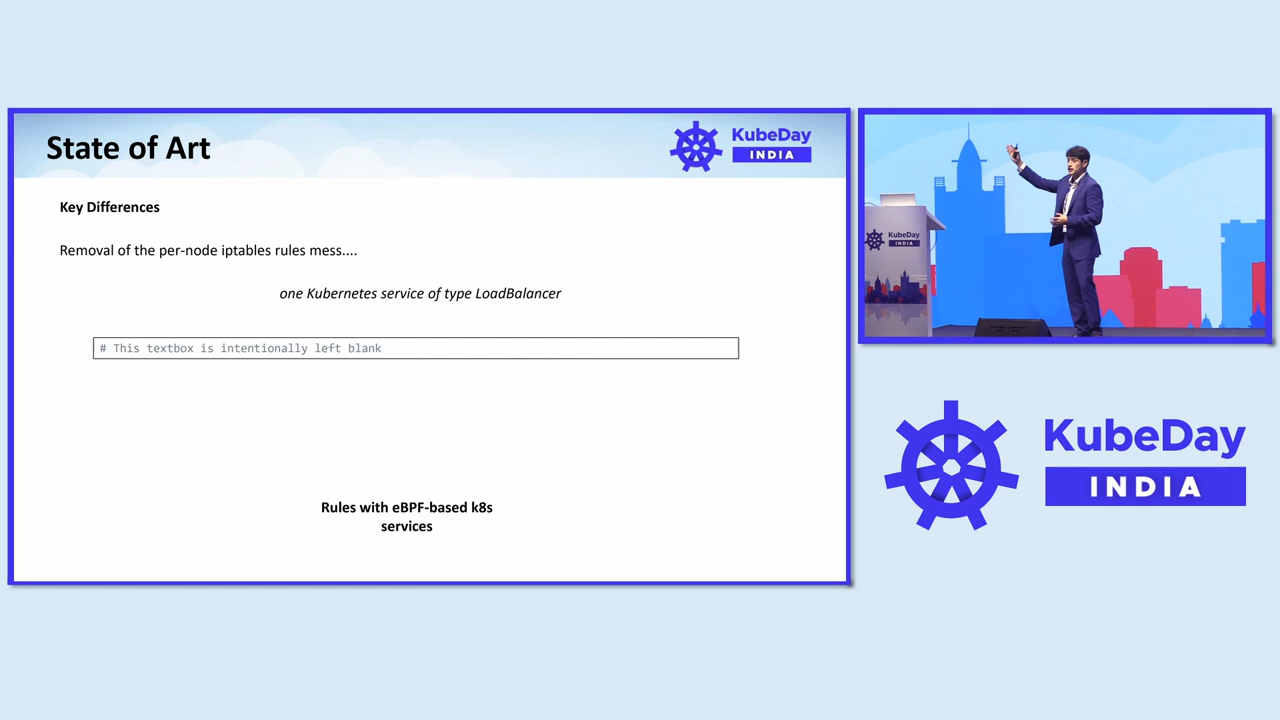 State of Art
KubeDay
INDIA
Key Differences
Removal of the per-node iptables rules mess....
one Kubernetes service of type LoadBalancer
# This textbox is intentionally left blank
Rules with eBPF-based k8s
services
KubeDay
INDIA
KubeDay
INDIA